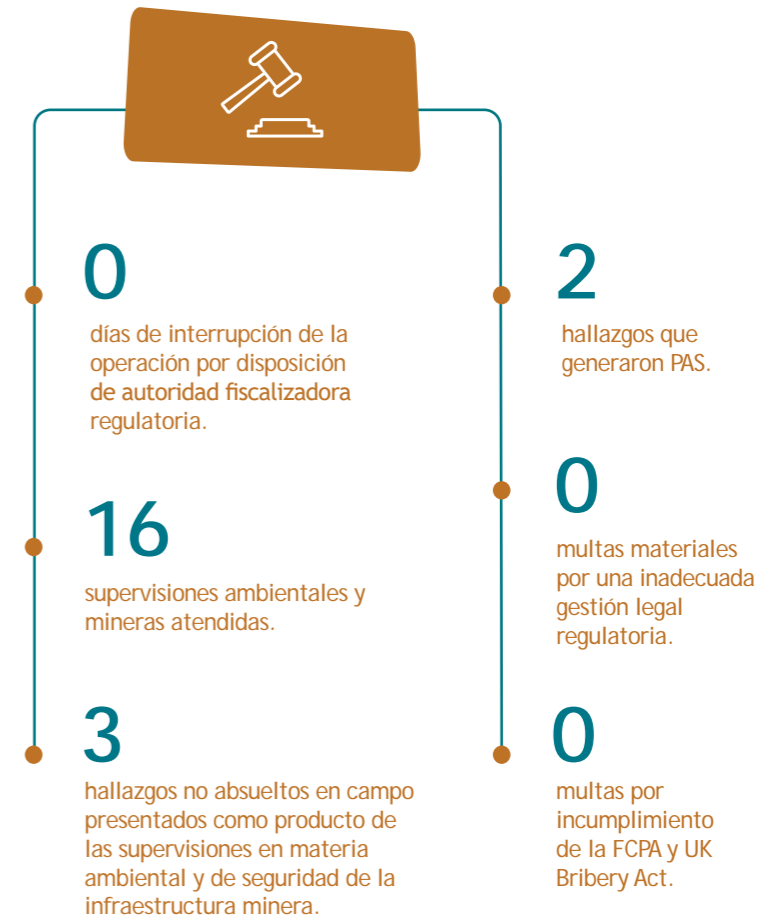 0
días de interrupción de la
operación por disposición
de autoridad fiscalizadora
regulatoria.
16
supervisiones ambientales y
mineras atendidas.
3
hallazgos no absueltos en campo
presentados como producto de
las supervisiones en materia
ambiental y de seguridad de la
infraestructura minera.
2
hallazgos que
generaron PAS.
0
multas materiales
por una inadecuada
gestión legal
regulatoria.
0
multas por
incumplimiento
de la FCPA y UK
Bribery Act.